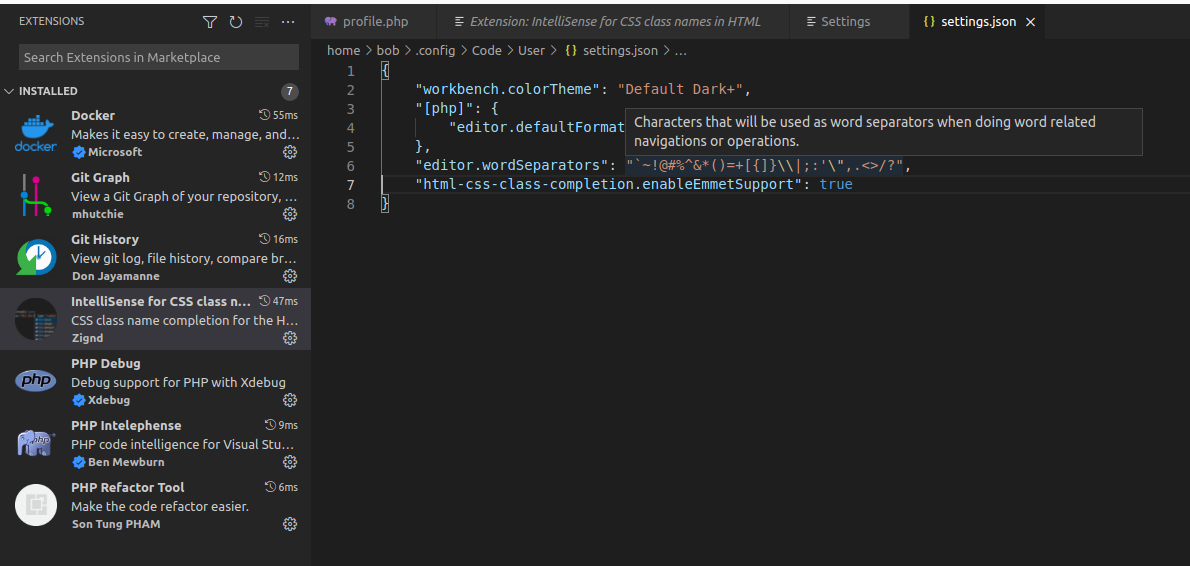 EXTENSIONS
Search Extensions in Marketplace
INSTALLED 7
Docker 55ms
Makes it easy to create, manage, and...
docker
Microsoft
Git Graph 12ms
View a Git Graph of your repository, ...
mhutchie
Git History 16ms
View git log, file history, compare br...
Don Jayamanne
IntelliSense for CSS class n... 47ms
CSS class name completion for the H...
Zignd
PHP Debug
Debug support for PHP with Xdebug
php
Xdebug
PHP Intelephense 9ms
PHP code intelligence for Visual Stu...
php
Ben Mewburn
PHP Refactor Tool 6ms
Make the code refactor easier.
Son Tung PHAM
profile.php Extension: IntelliSense for CSS class names in HTML Settings {} settings.json ×
home > bob > .config > Code > User > {} settings.json > ...
1 {
2 "workbench.colorTheme": "Default Dark+",
3 "[php]": {
4 "editor.defaultFormat
Characters that will be used as word separators when doing word related
navigations or operations.
5 },
6 "editor.wordSeparators": "`~!@#%^&*()=+[{]}\\|;:'\",.<>/?",
7 "html-css-class-completion.enableEmmetSupport": true
8 }